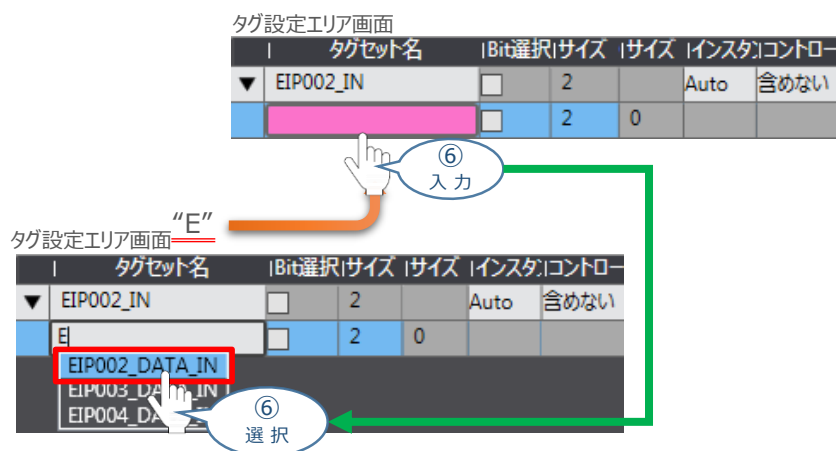 タグ設定エリア画面
タグセット名 Bit選択 サイズ サイズ インスタ コントロー
▼ EIP002_IN 2 Auto 含めない
2 0
⑥
入力
“E”
タグ設定エリア画面
タグセット名 Bit選択 サイズ サイズ インスタ コントロー
▼ EIP002_IN 2 Auto 含めない
E 2 0
EIP002_DATA_IN
EIP003_DA IN
EIP004_DA
⑥
選択